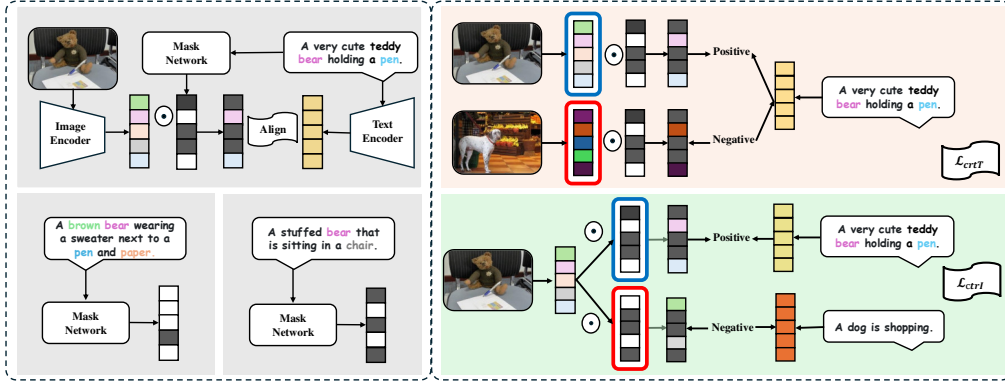 Mask
Network
A very cute teddy
bear holding a pen.
Image
Encoder
Align
Text
Encoder
A brown bear wearing
a sweater next to a
pen and paper.
Mask
Network
A stuffed bear that
is sitting in a chair.
Mask
Network
Positive
A very cute teddy
bear holding a pen.
Negative
ℒcrtT
Positive
A very cute teddy
bear holding a pen.
ℒctrI
Negative
A dog is shopping.